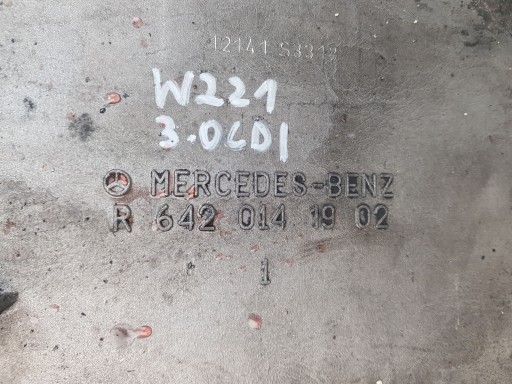 12141 S3312
W221
3.0CDI
MERCEDES-BENZ
R 642 014 19 02
1